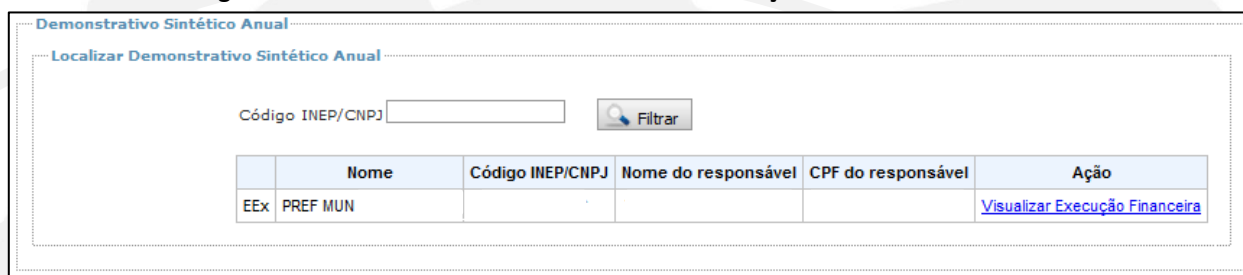 Demonstrativo Sintético Anual
Localizar Demonstrativo Sintético Anual
Código INEP/CNPJ Filtrar
Nome Código INEP/CNPJ Nome do responsável CPF do responsável Ação
EEx PREF MUN Visualizar Execução Financeira